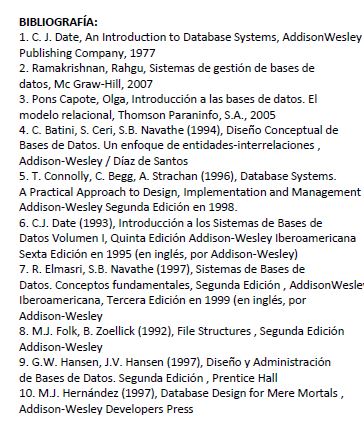 BIBLIOGRAFÍA:
1. C. J. Date, An Introduction to Database Systems, AddisonWesley
Publishing Company, 1977
2. Ramakrishnan, Rahgu, Sistemas de gestión de bases de
datos, Mc Graw-Hill, 2007
3. Pons Capote, Olga, Introducción a las bases de datos. El
modelo relacional, Thomson Paraninfo, S.A., 2005
4. C. Batini, S. Ceri, S.B. Navathe (1994), Diseño Conceptual de
Bases de Datos. Un enfoque de entidades-interrelaciones ,
Addison-Wesley / Díaz de Santos
5. T. Connolly, C. Begg, A. Strachan (1996), Database Systems.
A Practical Approach to Design, Implementation and Management
Addison-Wesley Segunda Edición en 1998.
6. C.J. Date (1993), Introducción a los Sistemas de Bases de
Datos Volumen I, Quinta Edición Addison-Wesley Iberoamericana
Sexta Edición en 1995 (en inglés, por Addison-Wesley)
7. R. Elmasri, S.B. Navathe (1997), Sistemas de Bases de
Datos. Conceptos fundamentales, Segunda Edición , AddisonWesle
Iberoamericana, Tercera Edición en 1999 (en inglés, por
Addison-Wesley
8. M.J. Folk, B. Zoellick (1992), File Structures , Segunda Edición
Addison-Wesley
9. G.W. Hansen, J.V. Hansen (1997), Diseño y Administración
de Bases de Datos. Segunda Edición , Prentice Hall
10. M.J. Hernández (1997), Database Design for Mere Mortals ,
Addison-Wesley Developers Press